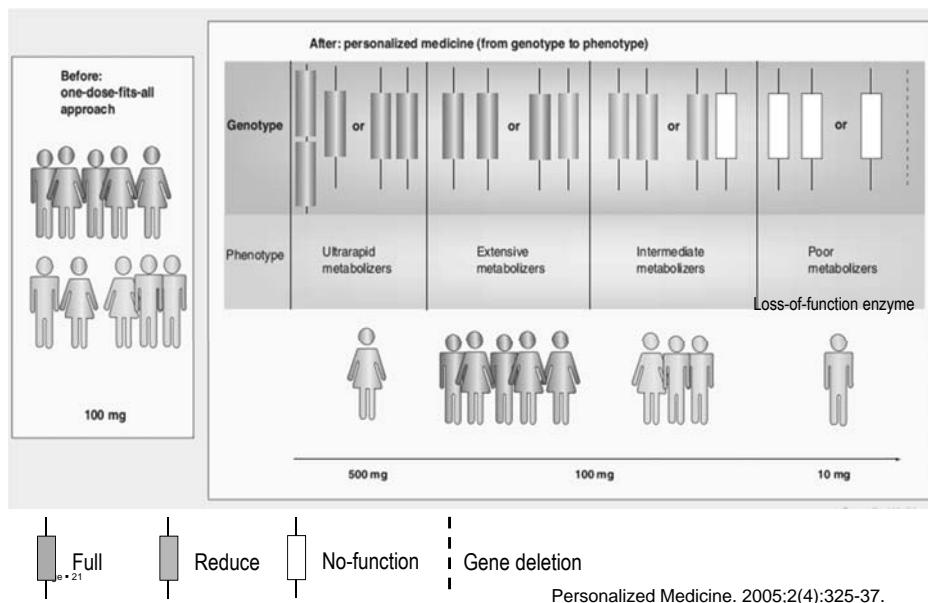 Before:
one-dose-fits-all
approach
100 mg
After: personalized medicine (from genotype to phenotype)
Genotype
or
or
or
or
Phenotype
Ultrarapid
metabolizers
Extensive
metabolizers
Intermediate
metabolizers
Poor
metabolizers
Loss-of-function enzyme
500 mg
100 mg
10 mg
Full
Reduce
No-function
Gene deletion
21
Personalized Medicine. 2005;2(4):325-37.